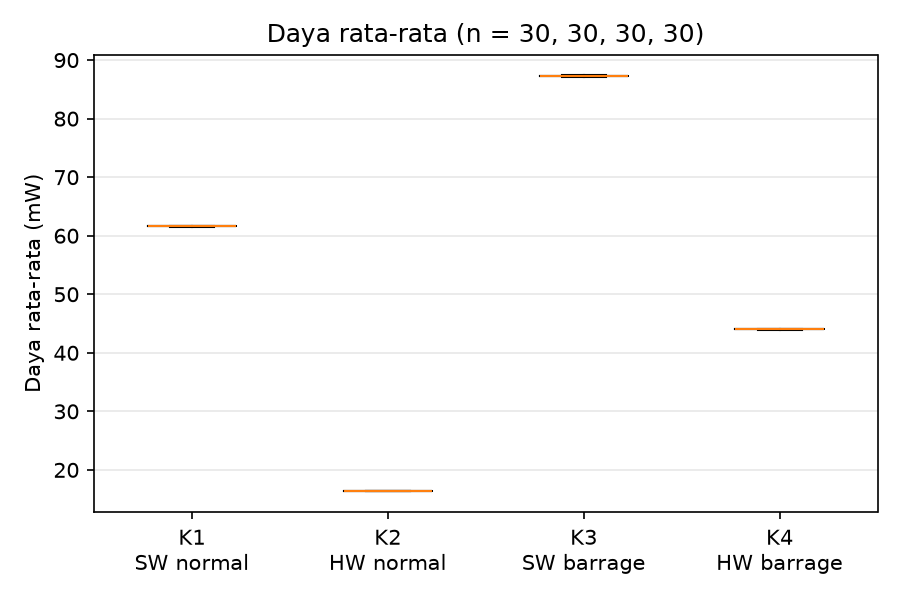 Daya rata-rata (n = 30, 30, 30, 30)
Daya rata-rata (mW)
90
80
70
60
50
40
30
20
K1
SW normal
K2
HW normal
K3
SW barrage
K4
HW barrage